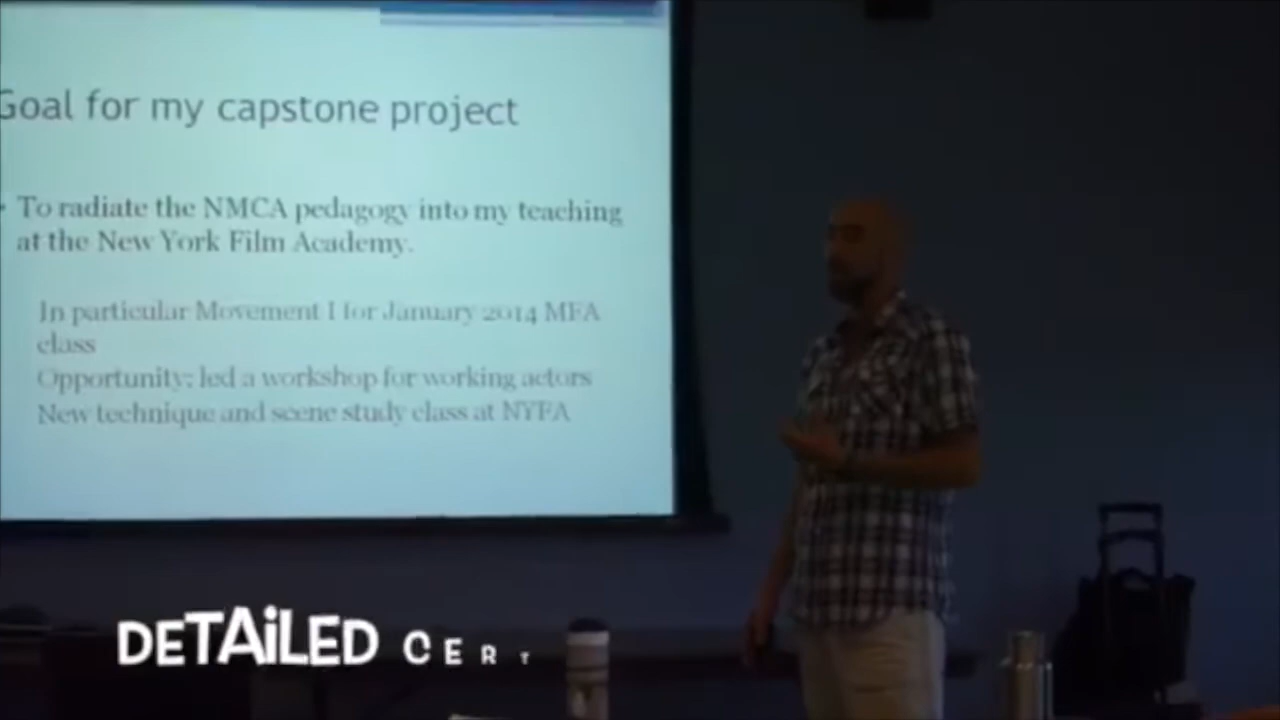 Goal for my capstone project
To radiate the NMCA pedagogy into my teaching
at the New York Film Academy.
In particular Movement I for January 2014 MFA
class
Opportunity: led a workshop for working actors
New technique and scene study class at NYFA
DETAiLED CERT